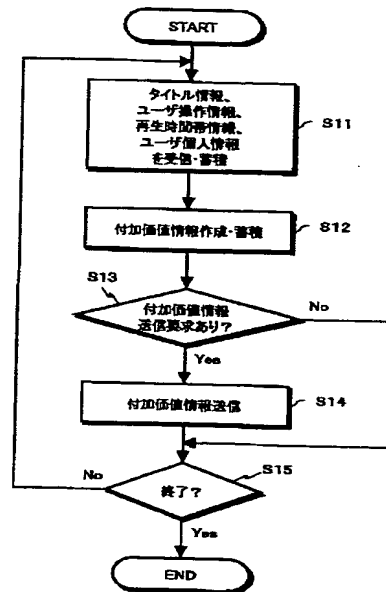 START
タイトル情報、
ユーザ操作情報、
再生時間帯情報、
ユーザ個人情報
を受信・蓄積
S11
付加価値情報作成・蓄積
S12
S13
付加価値情報
送信要求あり?
No
Yes
付加価値情報送信
S14
S15
No
終了?
Yes
END